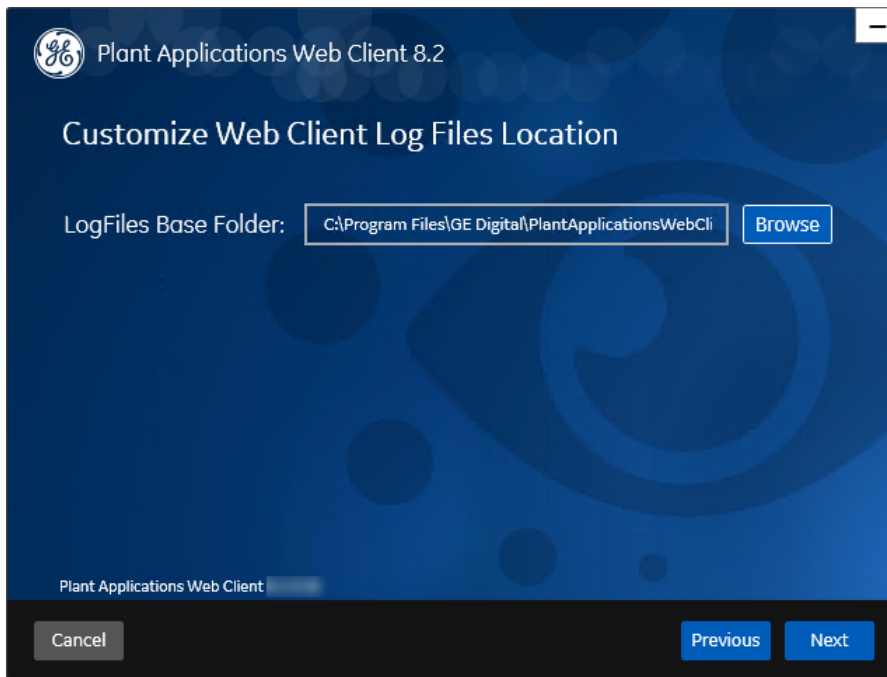 Plant Applications Web Client 8.2
Customize Web Client Log Files Location
LogFiles Base Folder: C:\Program Files\GE Digital\PlantApplicationsWebCli Browse
Plant Applications Web Client
Cancel Previous Next